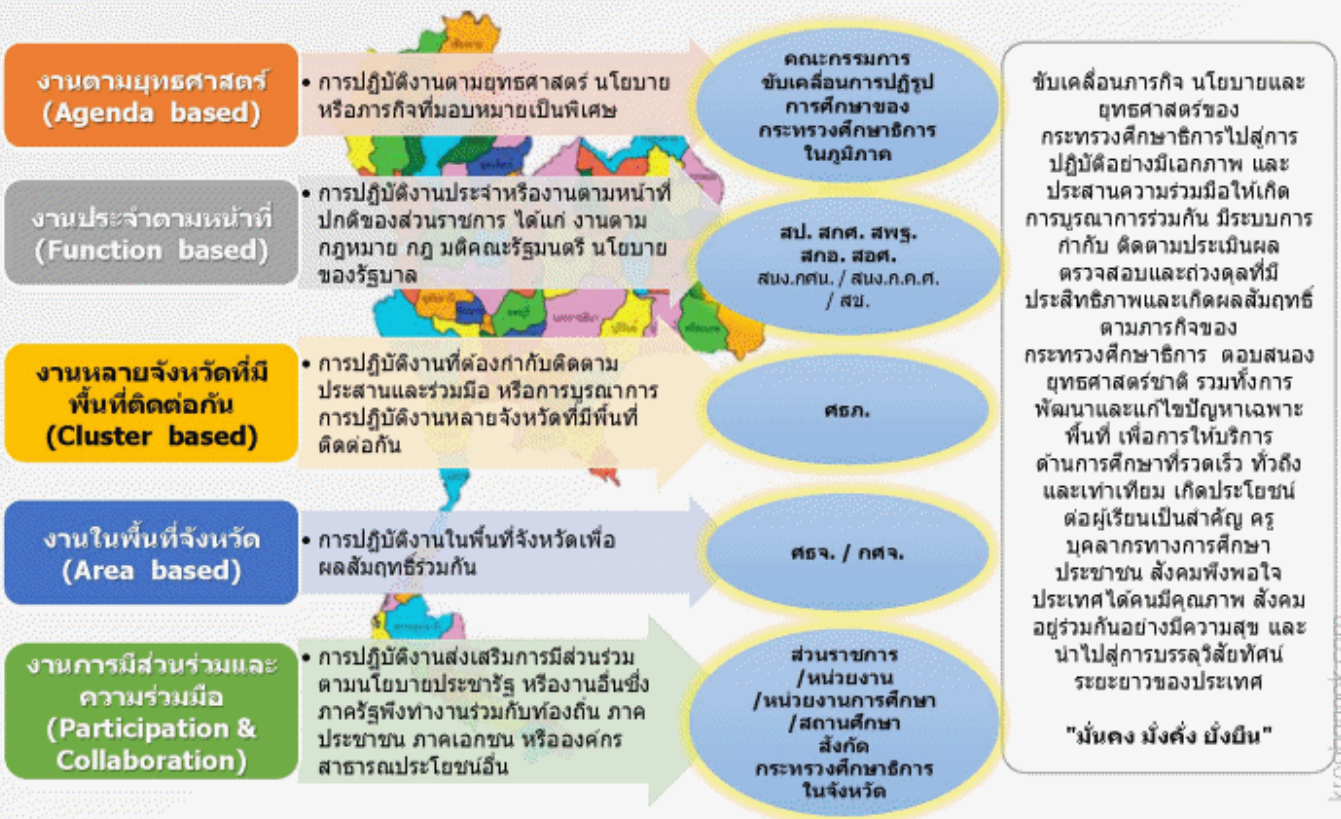 งานตามยุทธศาสตร์
(Agenda based)
• การปฏิบัติงานตามยุทธศาสตร์ นโยบาย
หรือภารกิจที่มอบหมายเป็นพิเศษ
คณะกรรมการ
ขับเคลื่อนการปฏิรูป
การศึกษาของ
กระทรวงศึกษาธิการ
ในภูมิภาค
งานประจำตามหน้าที่
(Function based)
• การปฏิบัติงานประจำหรืองานตามหน้าที่
ปกติของส่วนราชการ ได้แก่ งานตาม
กฎหมาย กฎ มติคณะรัฐมนตรี นโยบาย
ของรัฐบาล
สป. สกศ. สพฐ.
สกอ. สอศ.
สนง.กศน. / สนง.ก.ค.ศ.
/ สช.
งานหลายจังหวัดที่มี
พื้นที่ติดต่อกัน
(Cluster based)
• การปฏิบัติงานที่ต้องกำกับติดตาม
ประสานและร่วมมือ หรือการบูรณาการ
การปฏิบัติงานหลายจังหวัดที่มีพื้นที่
ติดต่อกัน
ศธภ.
งานในพื้นที่จังหวัด
(Area based)
• การปฏิบัติงานในพื้นที่จังหวัดเพื่อ
ผลสัมฤทธิ์ร่วมกัน
ศธจ. / กศจ.
งานการมีส่วนร่วมและ
ความร่วมมือ
(Participation &
Collaboration)
• การปฏิบัติงานส่งเสริมการมีส่วนร่วม
ตามนโยบายประชารัฐ หรืองานอื่นซึ่ง
ภาครัฐพึงทำงานร่วมกับท้องถิ่น ภาค
ประชาชน ภาคเอกชน หรือองค์กร
สาธารณประโยชน์อื่น
ส่วนราชการ
/หน่วยงาน
/หน่วยงานการศึกษา
/สถานศึกษา
สังกัด
กระทรวงศึกษาธิการ
ในจังหวัด
ขับเคลื่อนภารกิจ นโยบายและ
ยุทธศาสตร์ของ
กระทรวงศึกษาธิการไปสู่การ
ปฏิบัติอย่างมีเอกภาพ และ
ประสานความร่วมมือให้เกิด
การบูรณาการร่วมกัน มีระบบการ
กำกับ ติดตามประเมินผล
ตรวจสอบและถ่วงดุลที่มี
ประสิทธิภาพและเกิดผลสัมฤทธิ์
ตามภารกิจของ
กระทรวงศึกษาธิการ ตอบสนอง
ยุทธศาสตร์ชาติ รวมทั้งการ
พัฒนาและแก้ไขปัญหาเฉพาะ
พื้นที่ เพื่อการให้บริการ
ด้านการศึกษาที่รวดเร็ว ทั่วถึง
และเท่าเทียม เกิดประโยชน์
ต่อผู้เรียนเป็นสำคัญ ครู
บุคลากรทางการศึกษา
ประชาชน สังคมพึงพอใจ
ประเทศได้คนมีคุณภาพ สังคม
อยู่ร่วมกันอย่างมีความสุข และ
นำไปสู่การบรรลุวิสัยทัศน์
ระยะยาวของประเทศ
"มั่นคง มั่งคั่ง ยั่งยืน"